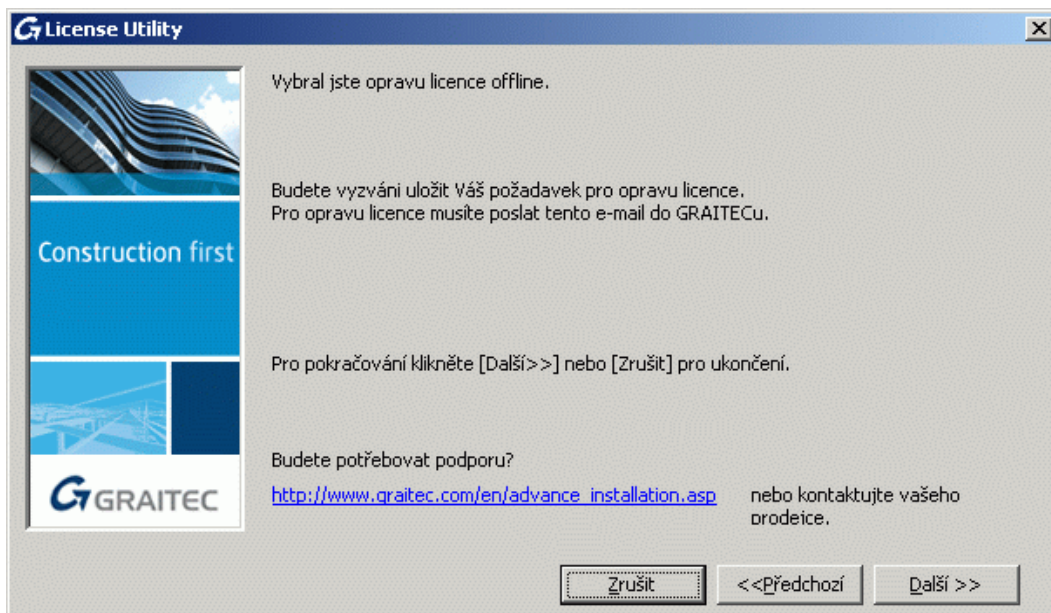 License Utility
Construction first
GRAITEC
Vybral jste opravu licence offline.
Budete vyzváni uložit Váš požadavek pro opravu licence.
Pro opravu licence musíte poslat tento e-mail do GRAITECu.
Pro pokračování klikněte [Další>>] nebo [Zrušit] pro ukončení.
Budete potřebovat podporu?
http://www.graitec.com/en/advance_installation.asp nebo kontaktujte vašeho
prodejce.
Zrušit <<Předchozí Další >>